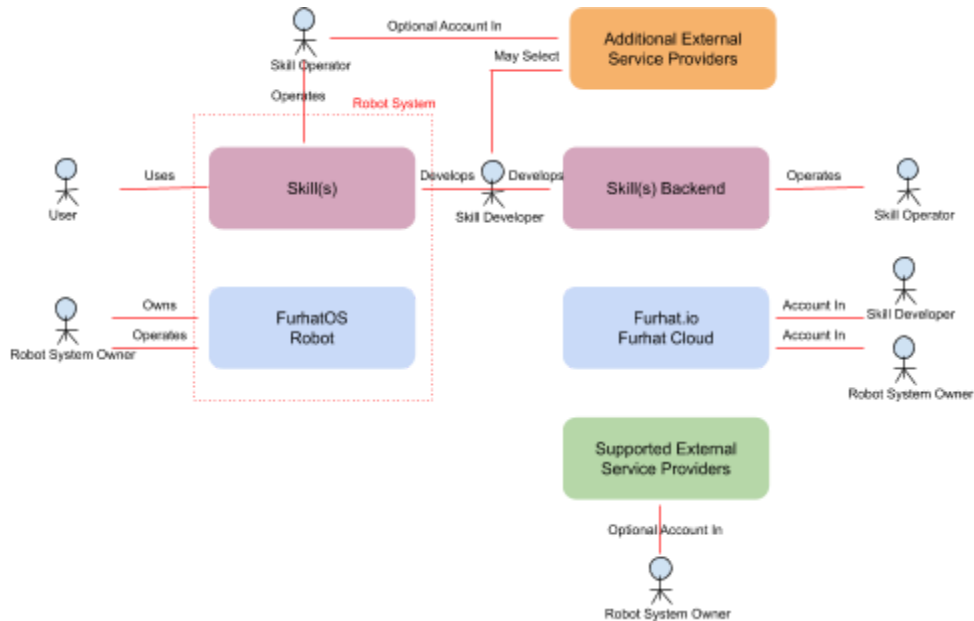 Optional Account In
Additional External
Service Providers
May Select
Skill Operator
Operates
Robot System
Uses
Skill(s)
Develops
Develops
Skill(s) Backend
Operates
User
Skill Developer
Skill Operator
Owns
Operates
FurhatOS
Robot
Furhat.io
Furhat Cloud
Account In
Skill Developer
Account In
Robot System Owner
Robot System Owner
Supported External
Service Providers
Optional Account In
Robot System Owner